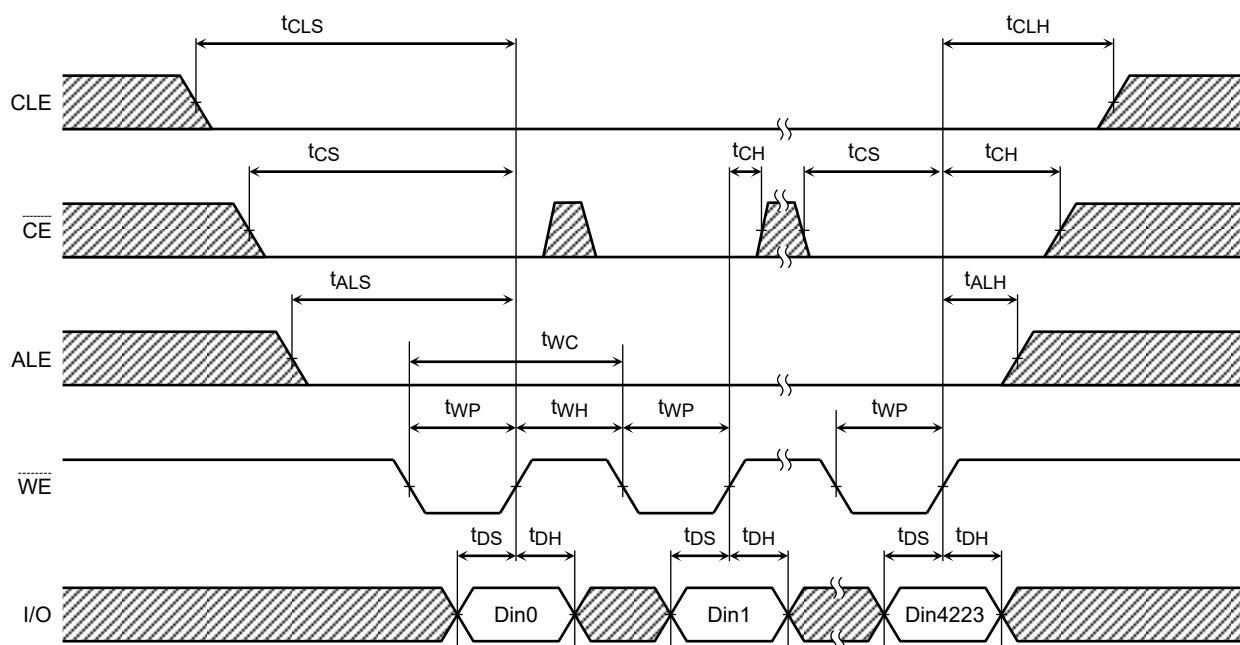 tCLS tCLH
CLE
tCS tCH tCS tCH
CE
tALS tALH
tWC
ALE
tWP tWH tWP tWP
WE
tDS tDH tDS tDH tDS tDH
I/O Din0 Din1 Din4223